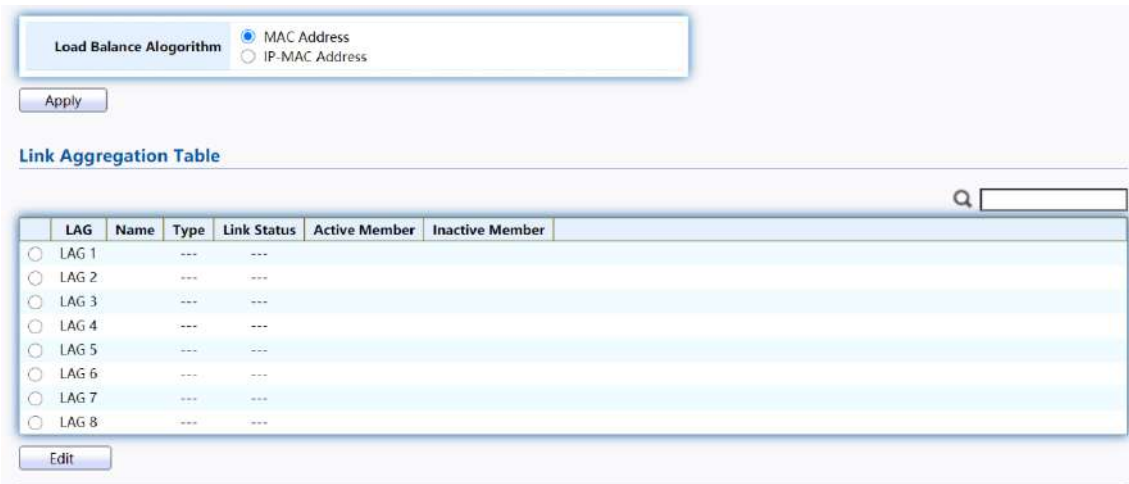 Load Balance Alogorithm
MAC Address
IP-MAC Address
Apply
Link Aggregation Table
LAG Name Type Link Status Active Member Inactive Member
LAG 1 --- ---
LAG 2 --- ---
LAG 3 --- ---
LAG 4 --- ---
LAG 5 --- ---
LAG 6 --- ---
LAG 7 --- ---
LAG 8 --- ---
Edit